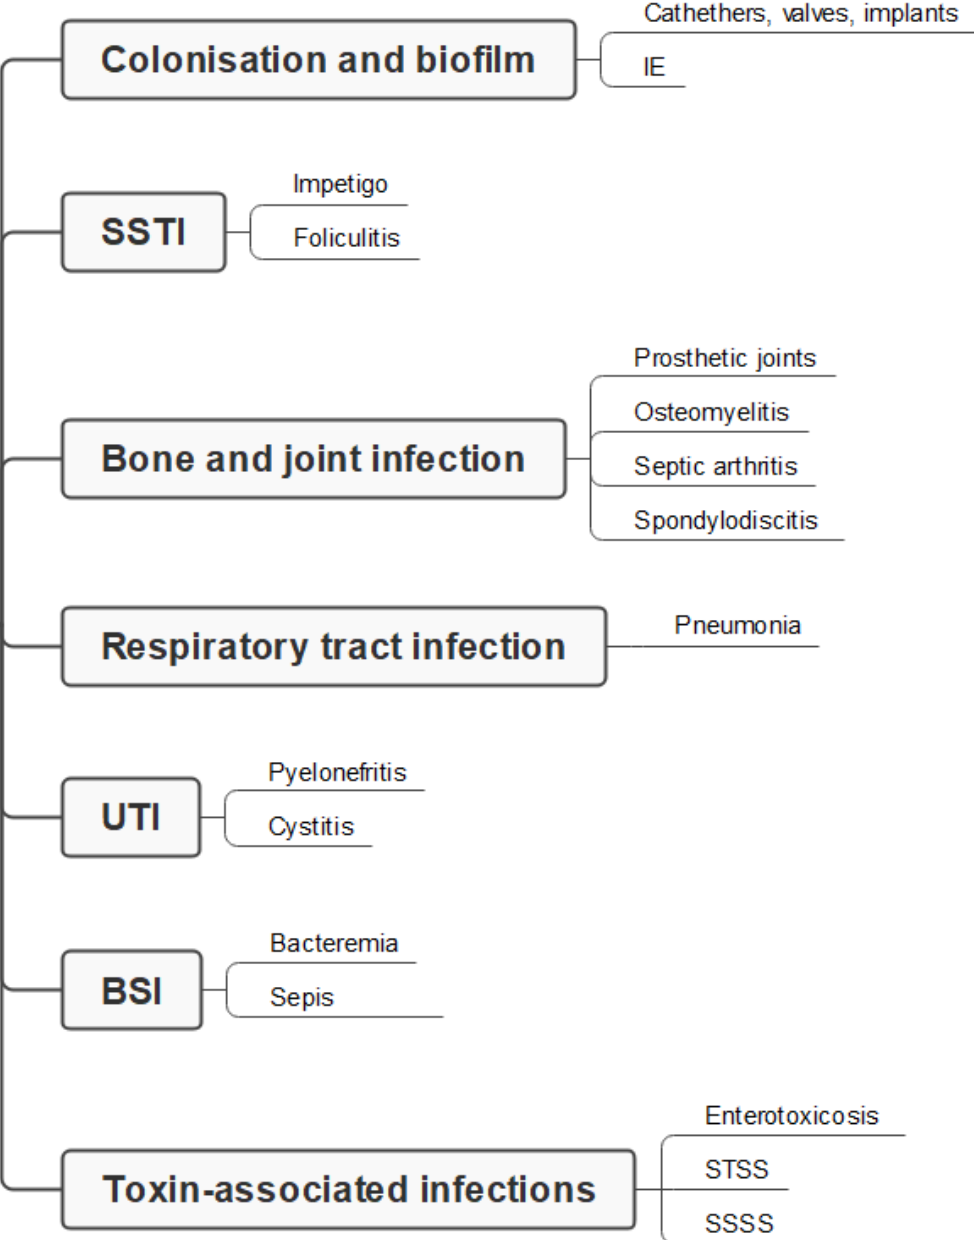 Cathethers, valves, implants
Colonisation and biofilm
IE
Impetigo
SSTI
Foliculitis
Prosthetic joints
Osteomyelitis
Bone and joint infection
Septic arthritis
Spondylodiscitis
Pneumonia
Respiratory tract infection
Pyelonefritis
UTI
Cystitis
Bacteremia
BSI
Sepis
Enterotoxicosis
STSS
Toxin-associated infections
SSSS